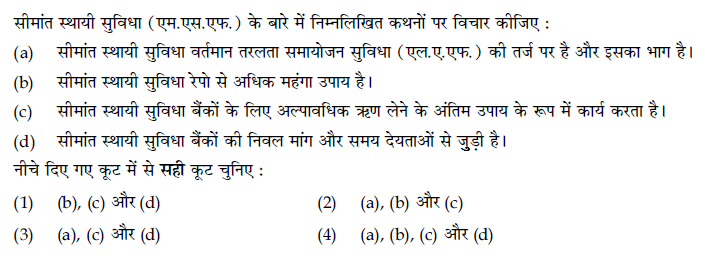 सीमांत स्थायी सुविधा (एम.एस.एफ.) के बारे में निम्नलिखित कथनों पर विचार कीजिए :
(a) सीमांत स्थायी सुविधा वर्तमान तरलता समायोजन सुविधा (एल.ए.एफ.) की तर्ज पर है और इसका भाग है।
(b) सीमांत स्थायी सुविधा रेपो से अधिक महंगा उपाय है।
(c) सीमांत स्थायी सुविधा बैंकों के लिए अल्पावधिक ऋण लेने के अंतिम उपाय के रूप में कार्य करता है।
(d) सीमांत स्थायी सुविधा बैंकों की निवल मांग और समय देयताओं से जुड़ी है।
नीचे दिए गए कूट में से सही कूट चुनिए :
(1) (b), (c) और (d) (2) (a), (b) और (c)
(3) (a), (c) और (d) (4) (a), (b), (c) और (d)